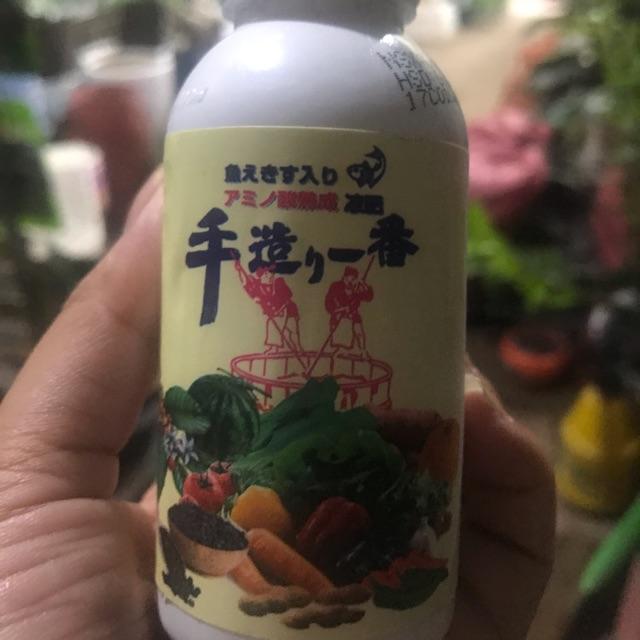 魚えきす入り
アミノ酸熟成 液肥
手造り一番